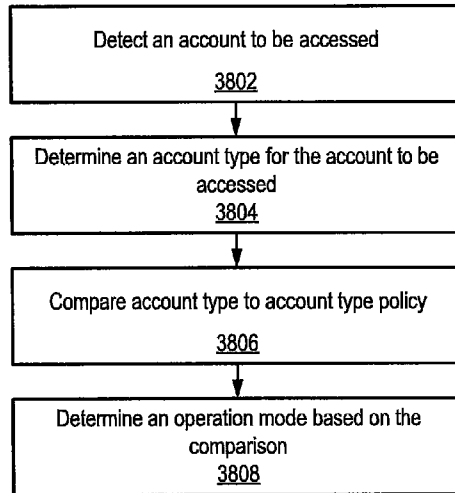 Detect an account to be accessed
3802
Determine an account type for the account to be
accessed
3804
Compare account type to account type policy
3806
Determine an operation mode based on the
comparison
3808